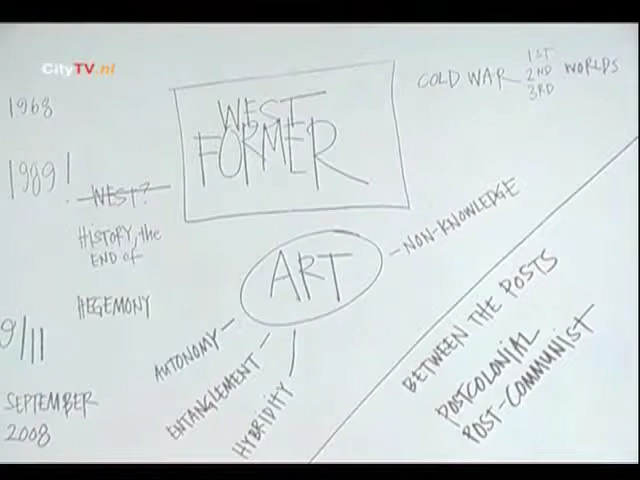 CityTV.nl
1968
1989!
WEST?
HISTORY, the
END of
HEGEMONY
9/11
SEPTEMBER
2008
WEST
FORMER
COLD WAR
1ST
2ND
3RD
WORLDS
ART
NON-KNOWLEDGE
AUTONOMY
ENTANGLEMENT
HYBRIDITY
BETWEEN THE POSTS
POSTCOLONIAL
POST-COMMUNIST